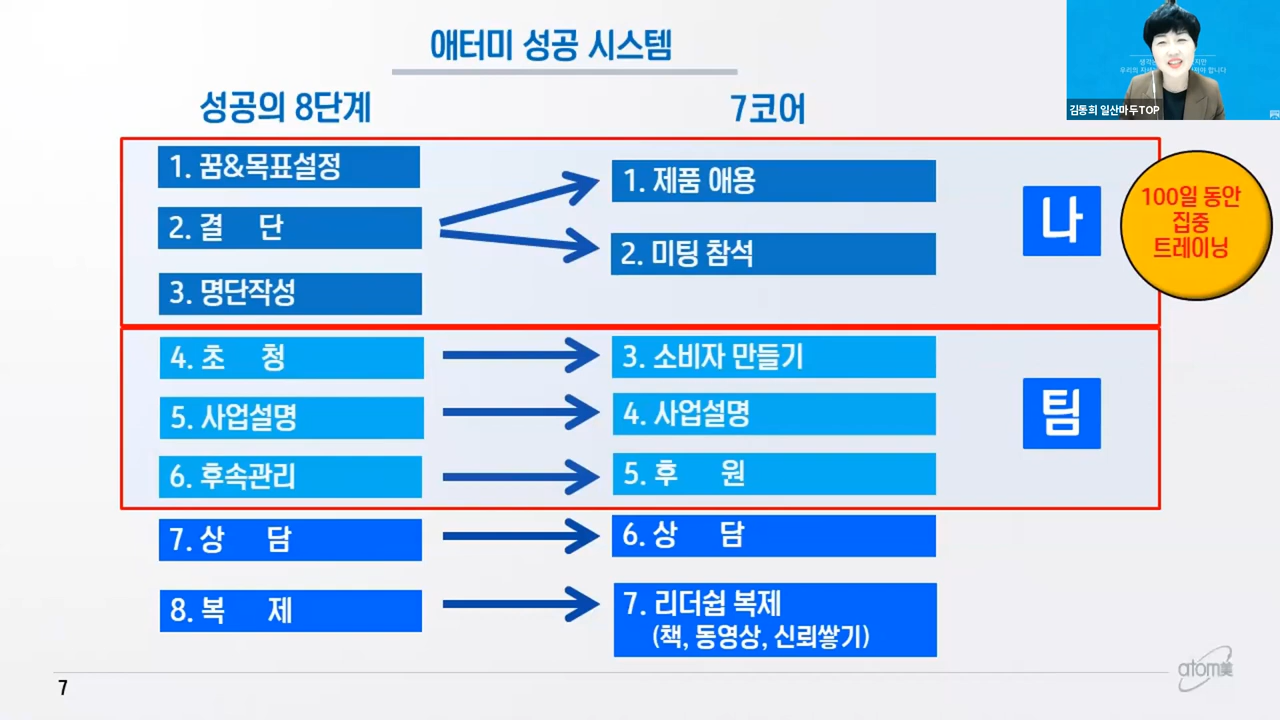 애터미 성공 시스템
성공의 8단계
7코어
1. 꿈&목표설정
2. 결 단
3. 명단작성
4. 초 청
5. 사업설명
6. 후속관리
7. 상 담
8. 복 제
1. 제품 애용
2. 미팅 참석
3. 소비자 만들기
4. 사업설명
5. 후 원
6. 상 담
7. 리더쉽 복제
(책, 동영상, 신뢰쌓기)
나
팀
100일 동안
집중
트레이닝
김동희 일산마두TOP
7
atom美